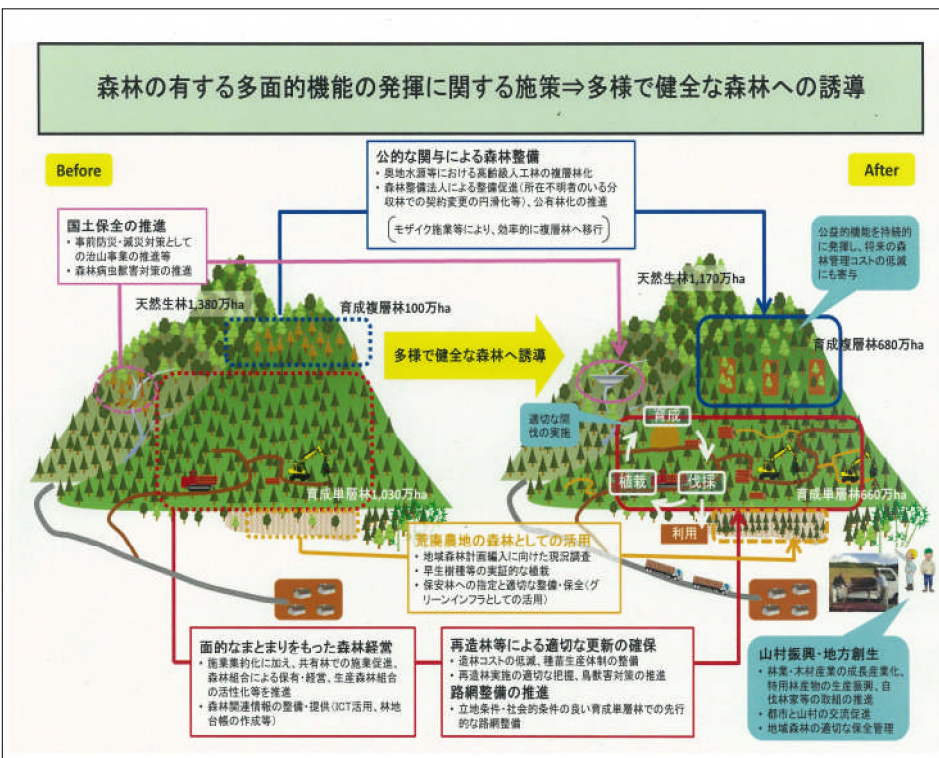 森林の有する多面的機能の発揮に関する施策⇒多様で健全な森林への誘導
Before
After
公的な関与による森林整備
• 奥地水源等における高齢級人工林の複層林化
• 森林整備法人による整備促進(所在不明者のいる分
収林での契約変更の円滑化等)、公有林化の推進
モザイク施業等により、効率的に複層林へ移行
国土保全の推進
• 事前防災・減災対策として
の治山事業の推進等
• 森林病虫獣害対策の推進
公益的機能を持続的
に発揮し、将来の森
林管理コストの低減
にも寄与
天然生林1,380万ha
育成複層林100万ha
天然生林1,170万ha
育成複層林680万ha
多様で健全な森林へ誘導
適切な間
伐の実施
育成
植栽
伐採
利用
育成単層林1,030万ha
育成単層林660万ha
荒廃農地の森林としての活用
• 地域森林計画編入に向けた現況調査
• 早生樹種等の実証的な植栽
• 保安林への指定と適切な整備・保全(グ
リーンインフラとしての活用)
面的なまとまりをもった森林経営
• 施業集約化に加え、共有林での施業促進、
森林組合による保有・経営、生産森林組合
の活性化等を推進
• 森林関連情報の整備・提供(ICT活用、林地
台帳の作成等)
再造林等による適切な更新の確保
• 造林コストの低減、種苗生産体制の整備
• 再造林実施の適切な把握、鳥獣害対策の推進
路網整備の推進
• 立地条件・社会的条件の良い育成単層林での先行
的な路網整備
山村振興・地方創生
• 林業・木材産業の成長産業化、
特用林産物の生産振興、自
伐林家等の取組の推進
• 都市と山村の交流促進
• 地域森林の適切な保全管理